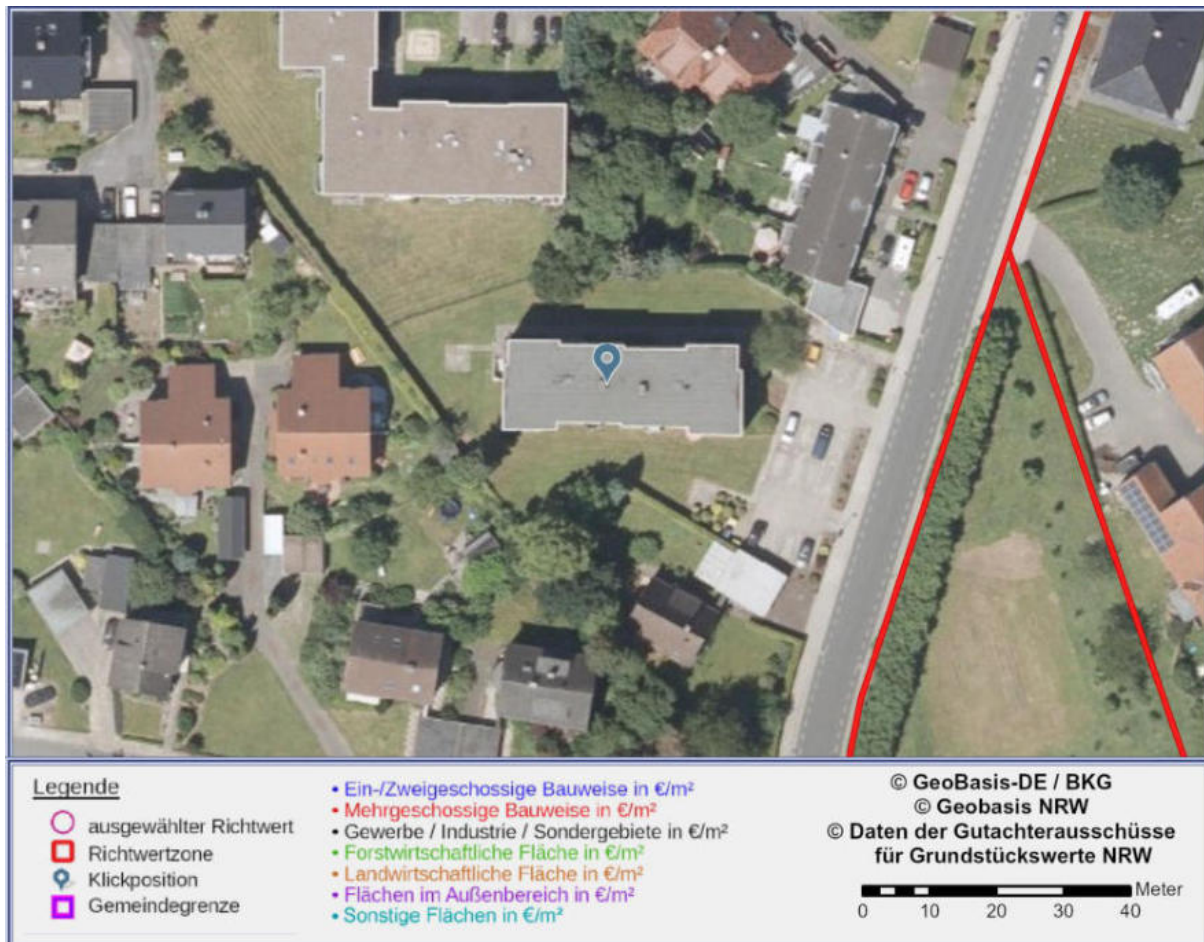 Legende
ausgewählter Richtwert
Richtwertzone
Klickposition
Gemeindegrenze
• Ein-/Zweigeschossige Bauweise in €/m²
• Mehrgeschossige Bauweise in €/m²
• Gewerbe / Industrie / Sondergebiete in €/m²
• Forstwirtschaftliche Fläche in €/m²
• Landwirtschaftliche Fläche in €/m²
• Flächen im Außenbereich in €/m²
• Sonstige Flächen in €/m²
© GeoBasis-DE / BKG
© Geobasis NRW
© Daten der Gutachterausschüsse
für Grundstückswerte NRW
Meter
0 10 20 30 40